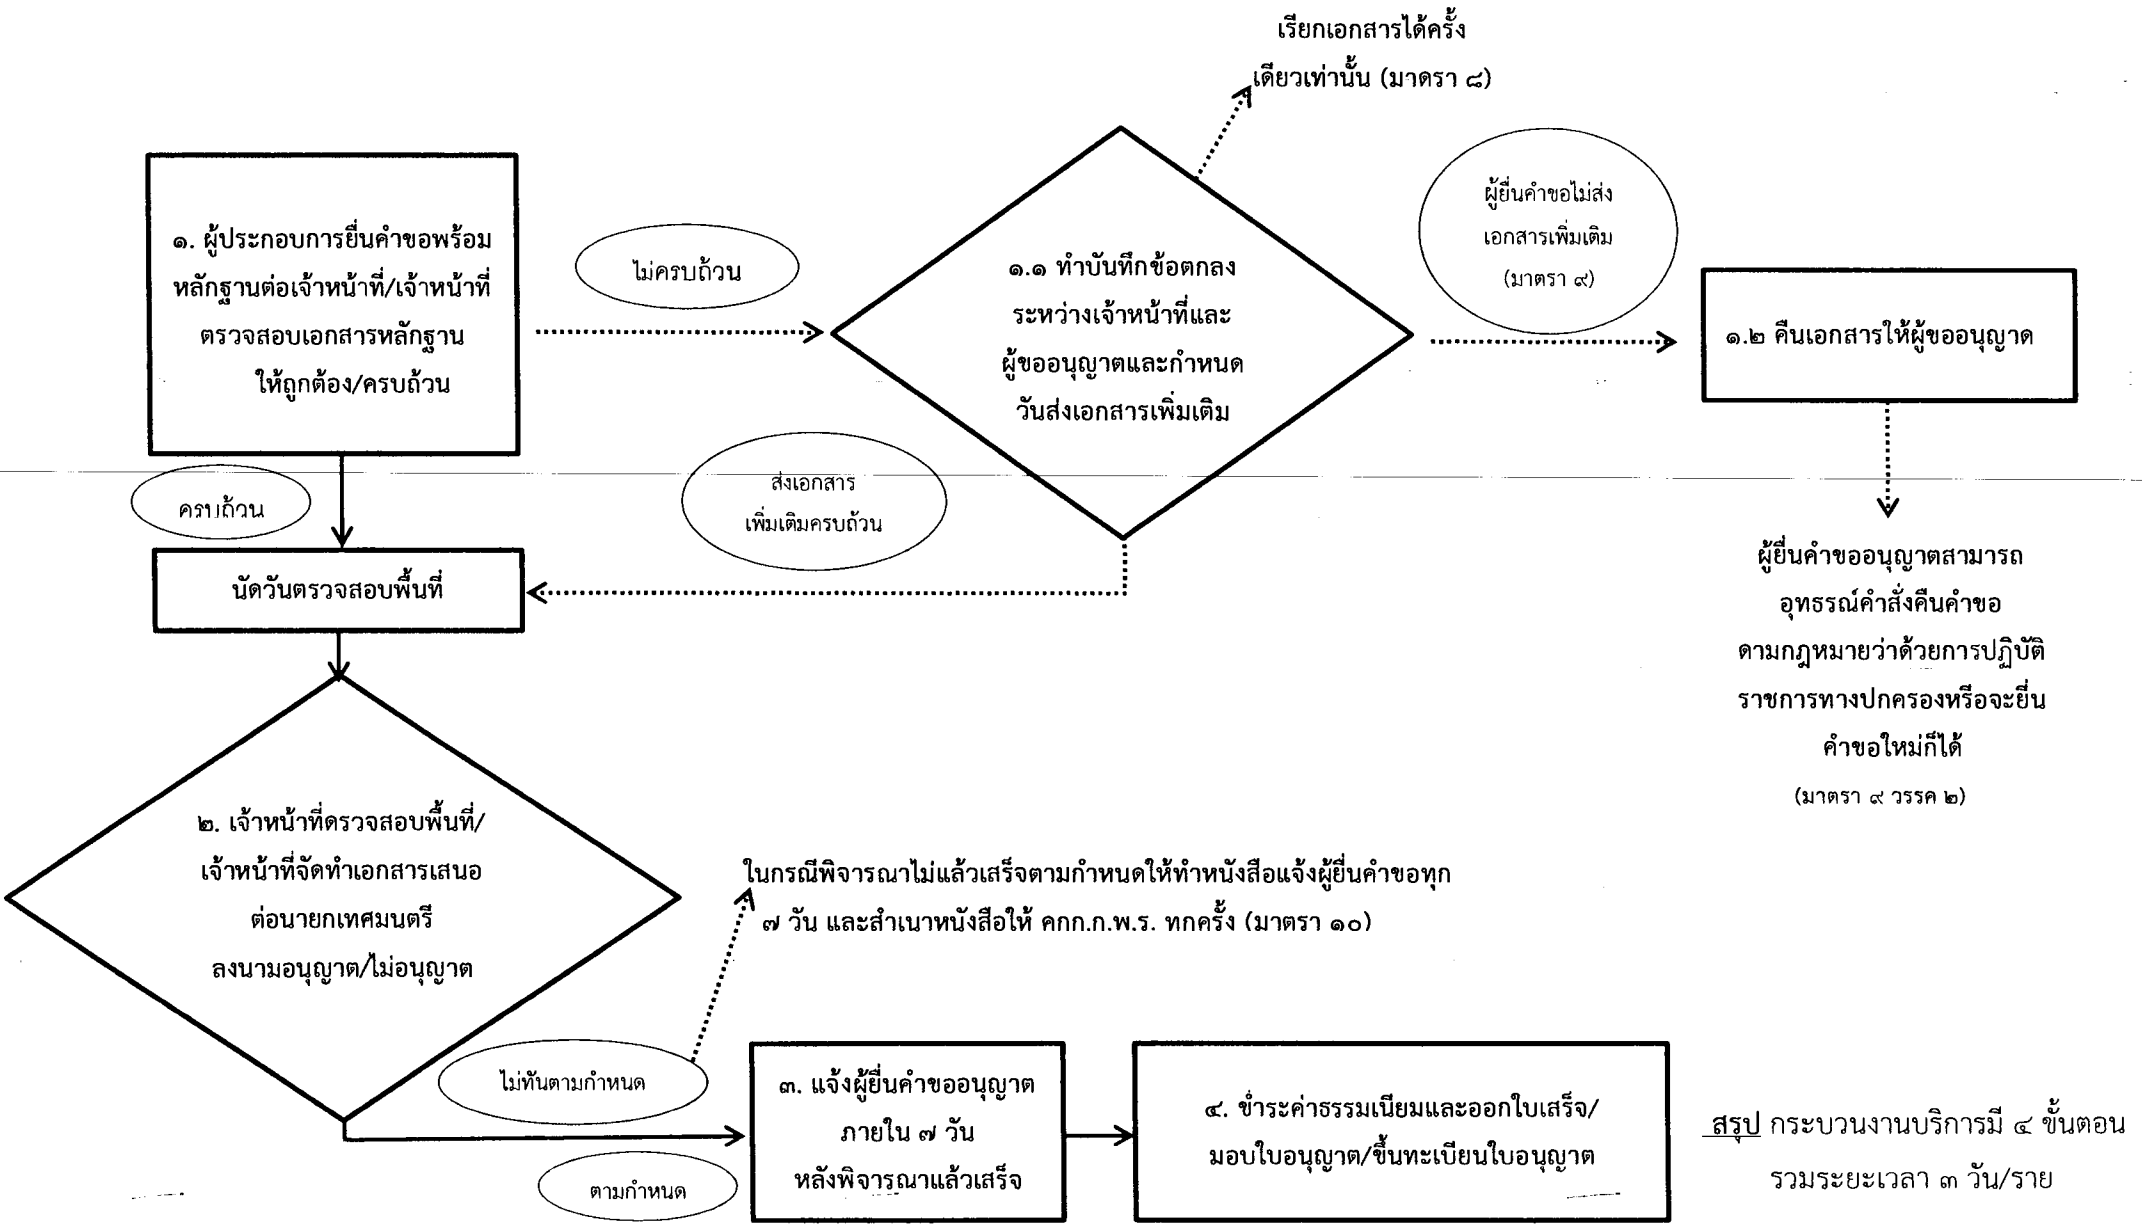 เรียกเอกสารได้ครั้ง
เดียวเท่านั้น (มาตรา ๘)
๑. ผู้ประกอบการยื่นคำขอพร้อม
หลักฐานต่อเจ้าหน้าที่/เจ้าหน้าที่
ตรวจสอบเอกสารหลักฐาน
ให้ถูกต้อง/ครบถ้วน
ไม่ครบถ้วน
๑.๑ ทำบันทึกข้อตกลง
ระหว่างเจ้าหน้าที่และ
ผู้ขออนุญาตและกำหนด
วันส่งเอกสารเพิ่มเติม
ผู้ยื่นคำขอไม่ส่ง
เอกสารเพิ่มเติม
(มาตรา ๙)
๑.๒ คืนเอกสารให้ผู้ขออนุญาต
ครบถ้วน
ส่งเอกสาร
เพิ่มเติมครบถ้วน
นัดวันตรวจสอบพื้นที่
ผู้ยื่นคำขออนุญาตสามารถ
อุทธรณ์คำสั่งคืนคำขอ
ตามกฎหมายว่าด้วยการปฏิบัติ
ราชการทางปกครองหรือจะยื่น
คำขอใหม่ก็ได้
(มาตรา ๙ วรรค ๒)
๒. เจ้าหน้าที่ตรวจสอบพื้นที่/
เจ้าหน้าที่จัดทำเอกสารเสนอ
ต่อนายกเทศมนตรี
ลงนามอนุญาต/ไม่อนุญาต
ในกรณีพิจารณาไม่แล้วเสร็จตามกำหนดให้ทำหนังสือแจ้งผู้ยื่นคำขอทุก
๗ วัน และสำเนาหนังสือให้ คกก.ก.พ.ร. ทกครั้ง (มาตรา ๑๐)
ไม่ทันตามกำหนด
ตามกำหนด
๓. แจ้งผู้ยื่นคำขออนุญาต
ภายใน ๗ วัน
หลังพิจารณาแล้วเสร็จ
๔. ชำระค่าธรรมเนียมและออกใบเสร็จ/
มอบใบอนุญาต/ขึ้นทะเบียนใบอนุญาต
สรุป กระบวนงานบริการมี ๔ ขั้นตอน
รวมระยะเวลา ๓ วัน/ราย